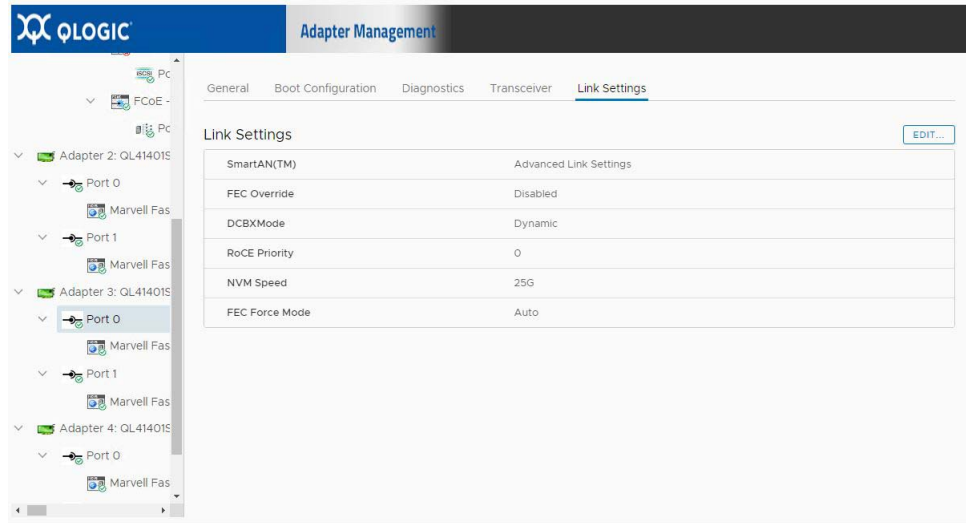 QLOGIC
Adapter Management
iSCSI Po
FCoE -
Po
Adapter 2: QL41401S
Port 0
Marvell Fas
Port 1
Marvell Fas
Adapter 3: QL41401S
Port 0
Marvell Fas
Port 1
Marvell Fas
Adapter 4: QL41401S
Port 0
Marvell Fas
General Boot Configuration Diagnostics Transceiver Link Settings
Link Settings EDIT...
SmartAN(TM) Advanced Link Settings
FEC Override Disabled
DCBXMode Dynamic
RoCE Priority 0
NVM Speed 25G
FEC Force Mode Auto